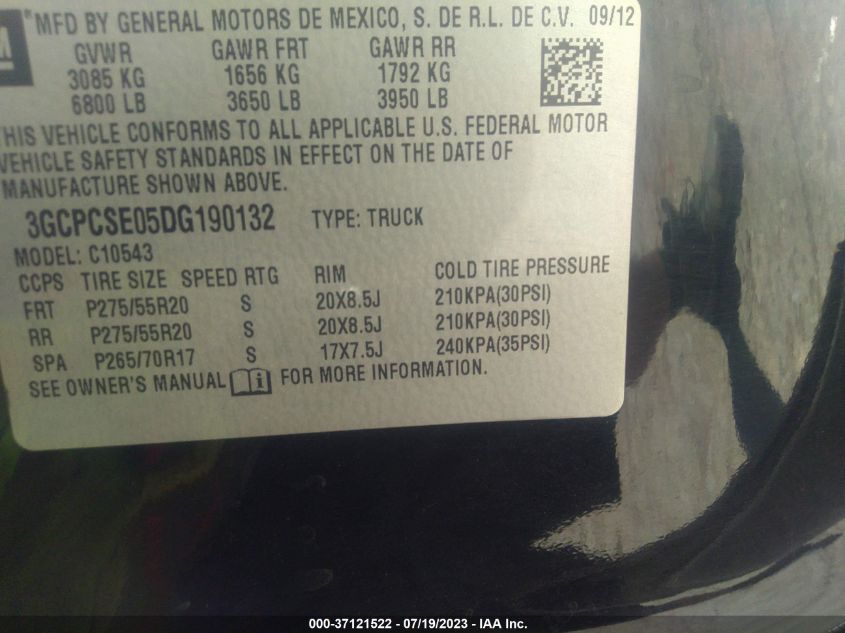 M
*MFD BY GENERAL MOTORS DE MEXICO, S. DE R.L. DE C.V. 09/12
GVWR GAWR FRT GAWR RR
3085 KG 1656 KG 1792 KG
6800 LB 3650 LB 3950 LB
THIS VEHICLE CONFORMS TO ALL APPLICABLE U.S. FEDERAL MOTOR
VEHICLE SAFETY STANDARDS IN EFFECT ON THE DATE OF
MANUFACTURE SHOWN ABOVE.
3GCPCSE05DG190132 TYPE: TRUCK
MODEL: C10543
CCPS TIRE SIZE SPEED RTG RIM COLD TIRE PRESSURE
FRT P275/55R20 S 20X8.5J 210KPA(30PSI)
RR P275/55R20 S 20X8.5J 210KPA(30PSI)
SPA P265/70R17 S 17X7.5J 240KPA(35PSI)
SEE OWNER'S MANUAL FOR MORE INFORMATION.
000-37121522 - 07/19/2023 - IAA Inc.